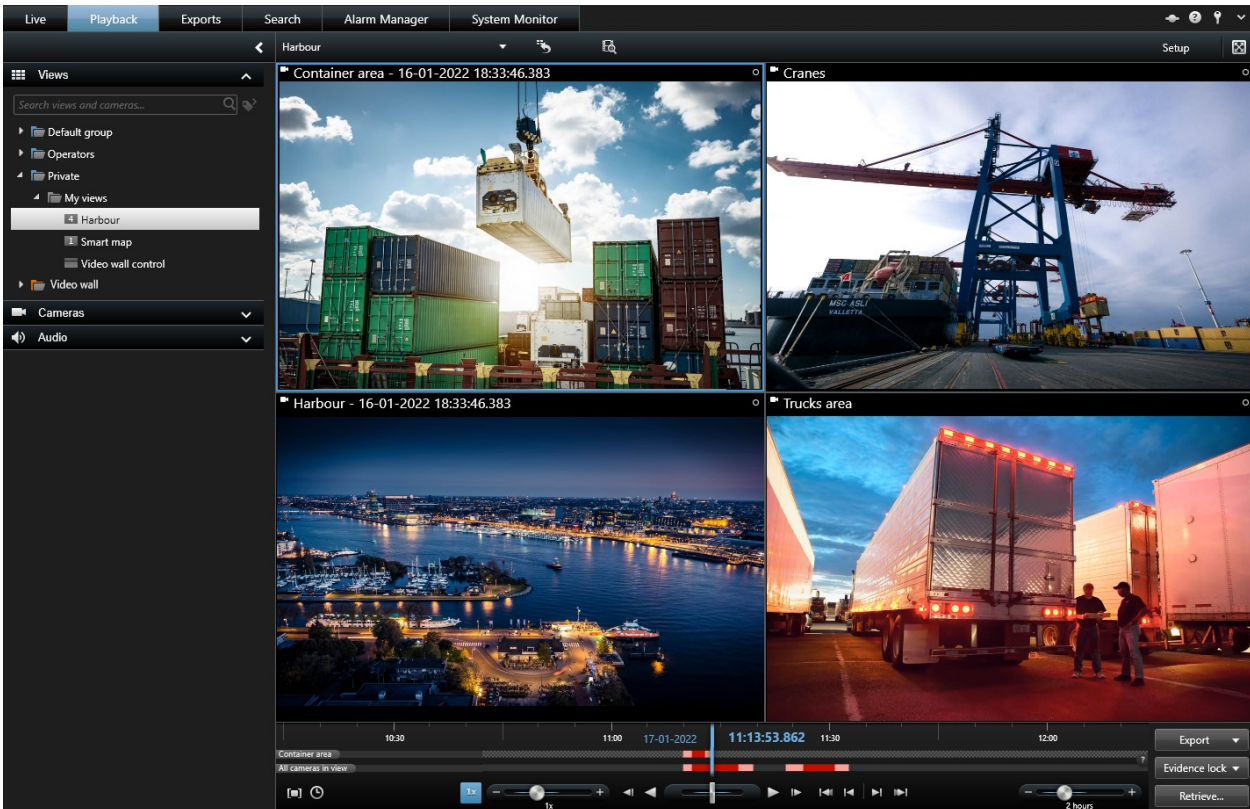 Live Playback Exports Search Alarm Manager System Monitor
Harbour
Setup
Views
Search views and cameras...
Default group
Operators
Private
My views
4 Harbour
1 Smart map
Video wall control
Video wall
Cameras
Audio
Container area - 16-01-2022 18:33:46.383
Cranes
MSC ASLI
VALLETTA
Harbour - 16-01-2022 18:33:46.383
Trucks area
10:30 11:00 17-01-2022 11:13:53.862 11:30 12:00
Container area
All cameras in view
1x
1x
2 hours
Export
Evidence lock
Retrieve...